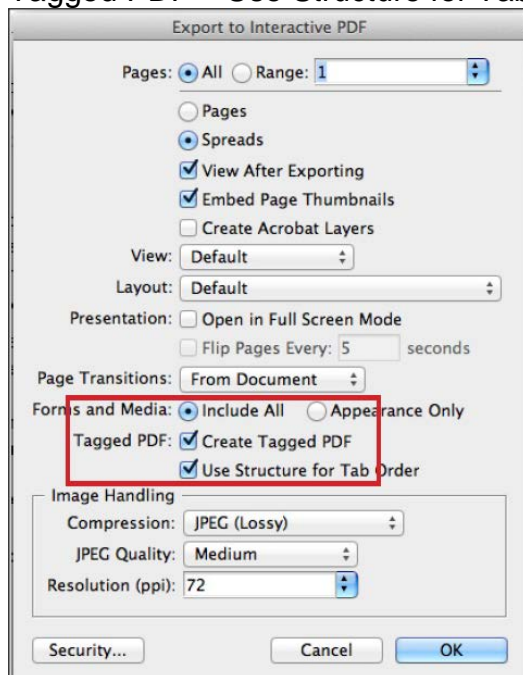 Export to Interactive PDF
Pages: All Range: 1
Pages
Spreads
View After Exporting
Embed Page Thumbnails
Create Acrobat Layers
View: Default
Layout: Default
Presentation: Open in Full Screen Mode
Flip Pages Every: 5 seconds
Page Transitions: From Document
Forms and Media: Include All Appearance Only
Tagged PDF: Create Tagged PDF
Use Structure for Tab Order
Image Handling
Compression: JPEG (Lossy)
JPEG Quality: Medium
Resolution (ppi): 72
Security... Cancel OK